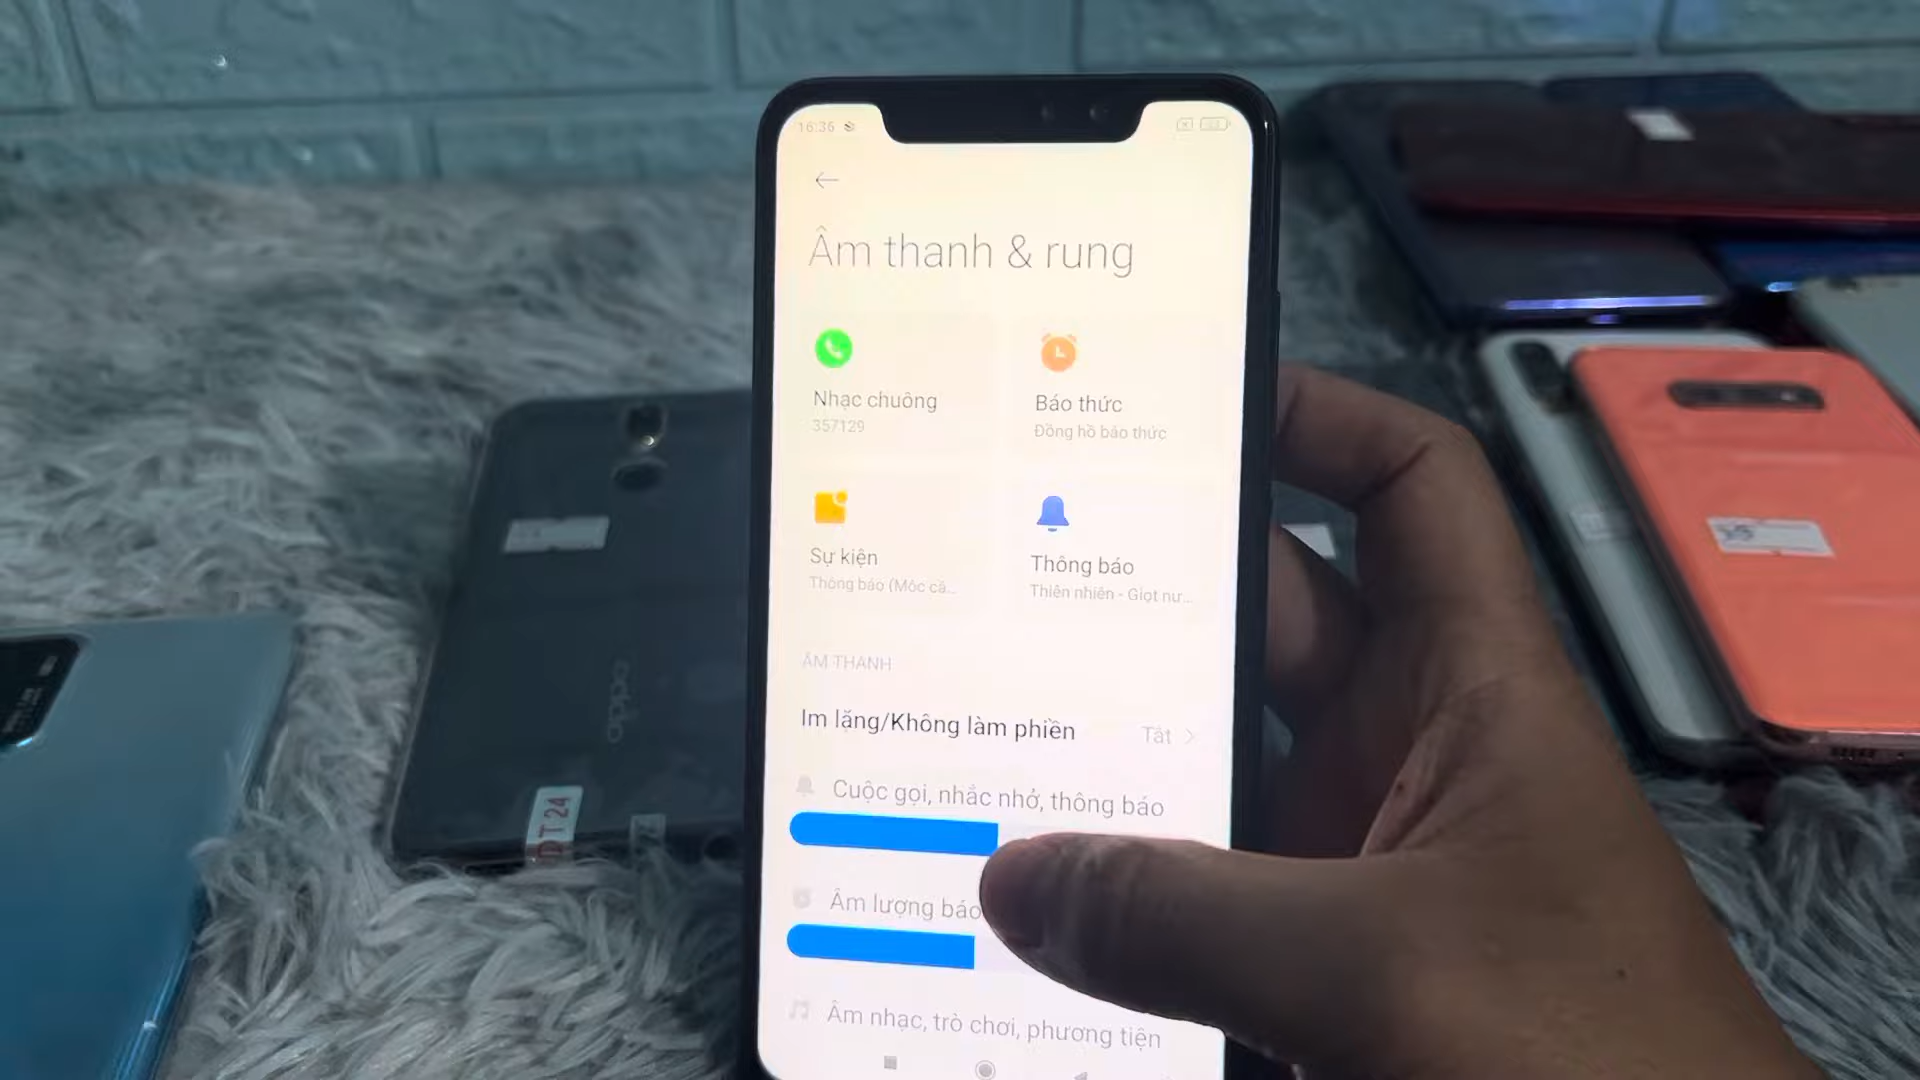 16:36
Âm thanh & rung
Nhạc chuông
357129
Báo thức
Đồng hồ báo thức
Sự kiện
Thông báo (Móc câ...
Thông báo
Thiên nhiên - Giọt nư...
ÂM THANH
Im lặng/Không làm phiền
Tắt
Cuộc gọi, nhắc nhở, thông báo
Âm lượng báo
Âm nhạc, trò chơi, phương tiện
oppo
DT24